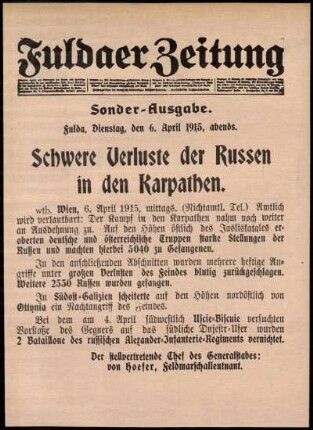 Fuldaer Zeitung
Sonder-Ausgabe.
Fulda, Dienstag, den 6. April 1915, abends.
Schwere Verluste der Russen
in den Karpathen.
wtb. Wien, 6. April 1915, mittags. (Nichtamtl. Tel.) Amtlich
wird verlautbart: Der Kampf in den Karpathen nahm noch weiter
an Ausdehnung zu. Auf den Höhen östlich des Laborczatales er-
oberten deutsche und österreichische Truppen starke Stellungen der
Russen und machten hierbei 5040 zu Gefangenen.
In den anschließenden Abschnitten wurden mehrere heftige An-
griffe unter großen Verlusten des Feindes blutig zurückgeschlagen.
Weitere 2530 Russen wurden gefangen.
In Südost-Galizien scheiterte auf den Höhen nordöstlich von
Ottynia ein Nachtangriff des Feindes.
Bei dem am 4. April südwestlich Uscie-Biscuie versuchten
Vorstoße des Gegners auf das südliche Dnjestr-Ufer wurden
2 Bataillone des russischen Alexander-Infanterie-Regiments vernichtet.
Der stellvertretende Chef des Generalstabes:
von Hoefer, Feldmarschalleutnant.